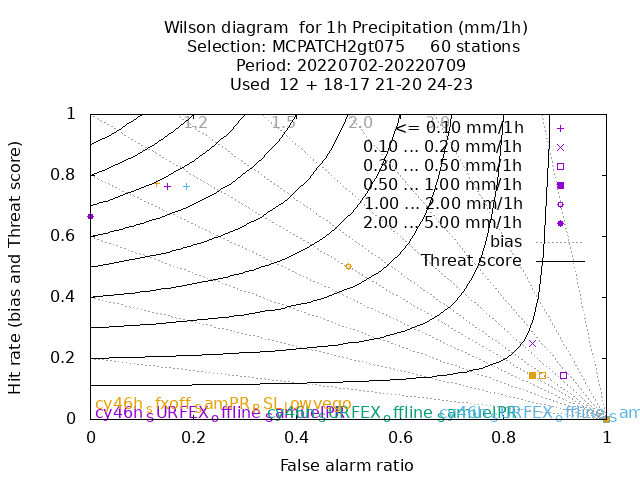 Wilson diagram  for 1h Precipitation (mm/1h)
Selection: MCPATCH2gt075     60 stations
Period: 20220702-20220709
Used  12 + 18-17 21-20 24-23
1.2 1.5 2.0 3.0
<= 0.10 mm/1h
0.10 ... 0.20 mm/1h
0.30 ... 0.50 mm/1h
0.50 ... 1.00 mm/1h
1.00 ... 2.00 mm/1h
2.00 ... 5.00 mm/1h
bias
Threat score
Hit rate (bias and Threat score)
1
0.8
0.6
0.4
0.2
0
cy46h_sfxoff_samPR_RSL_lowvego
cy46h_sURFEX_offline_sampleIPR
0 0.2 0.4 0.6 0.8 1
False alarm ratio